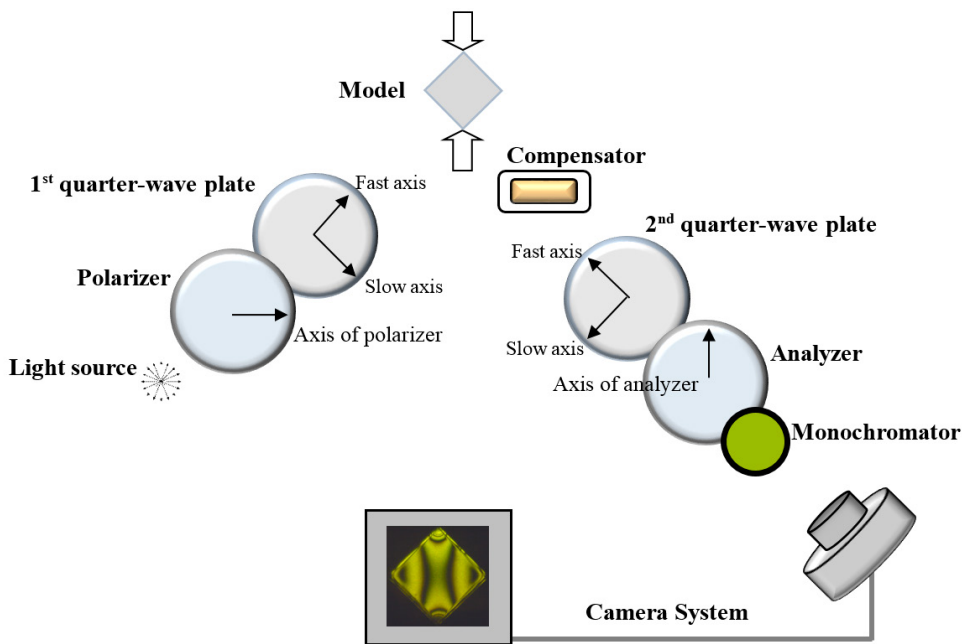 Model
Compensator
1st quarter-wave plate
Fast axis
2nd quarter-wave plate
Fast axis
Polarizer
Slow axis
Axis of polarizer
Slow axis
Analyzer
Light source
Axis of analyzer
Monochromator
Camera System